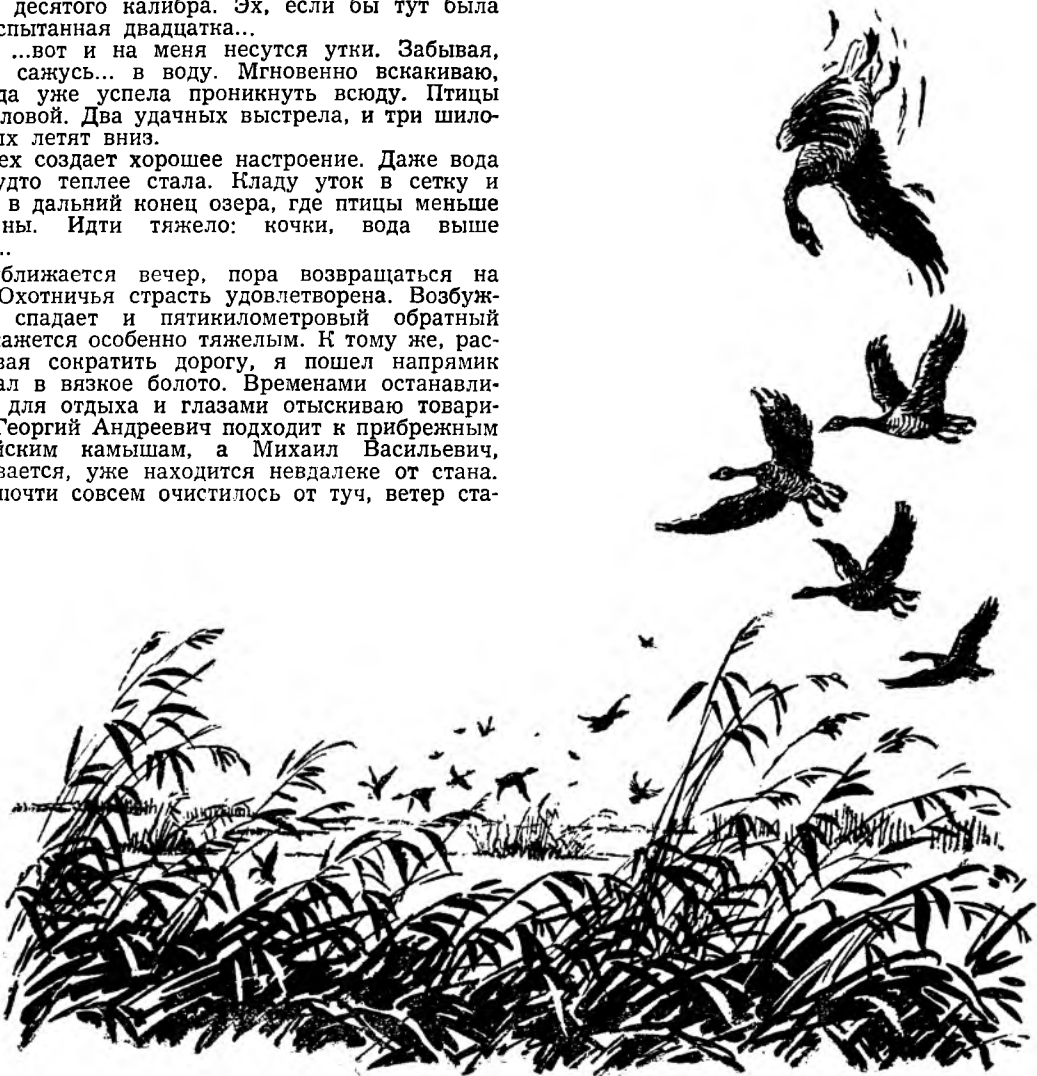 десятого калибра. Эх, если бы тут была
спытанная двадцатка...
...вот и на меня несутся утки. Забывая,
сажусь... в воду. Мгновенно вскакиваю,
да уже успела проникнуть всюду. Птицы
ловой. Два удачных выстрела, и три шило-
ых летят вниз.
ех создает хорошее настроение. Даже вода
удто теплее стала. Кладу уток в сетку и
в дальний конец озера, где птицы меньше
ны. Идти тяжело: кочки, вода выше
..
ближается вечер, пора возвращаться на
Охотничья страсть удовлетворена. Возбуж-
спадает и пятикилометровый обратный
кажется особенно тяжелым. К тому же, рас-
вая сократить дорогу, я пошел напрямик
ал в вязкое болото. Временами останавли-
для отдыха и глазами отыскиваю товари-
Георгий Андреевич подходит к прибрежным
йским камышам, а Михаил Васильевич,
вается, уже находится невдалеке от стана.
почти совсем очистилось от туч, ветер ста-